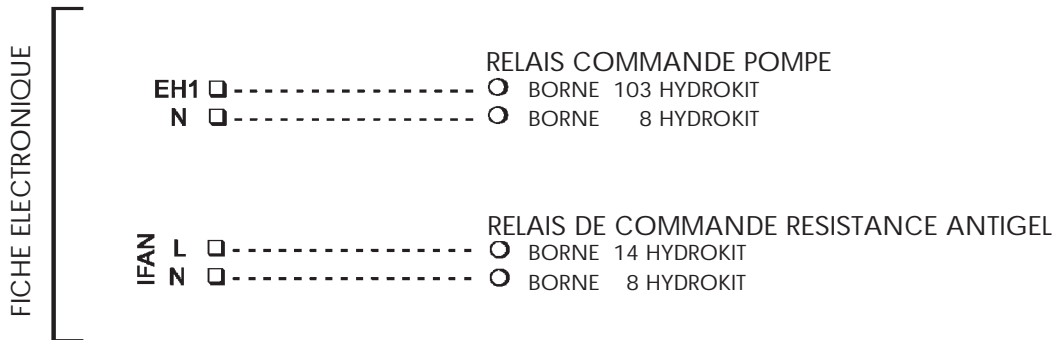 FICHE ELECTRONIQUE
RELAIS COMMANDE POMPE
EH1 BORNE 103 HYDROKIT
N BORNE 8 HYDROKIT
RELAIS DE COMMANDE RESISTANCE ANTIGEL
IFAN
L BORNE 14 HYDROKIT
N BORNE 8 HYDROKIT